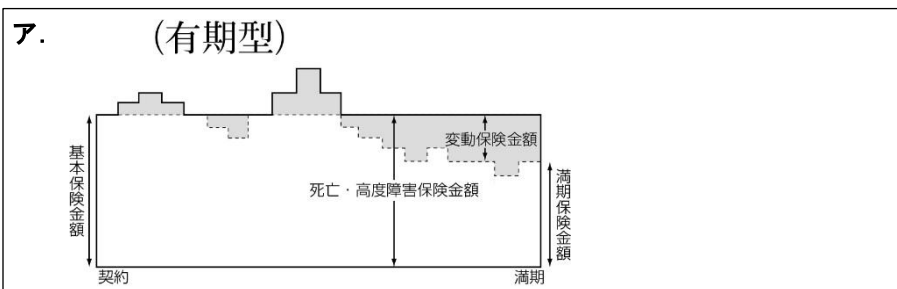 ア.
(有期型)
変動保険金額
基本保険金額
死亡・高度障害保険金額
満期保険金額
契約
満期